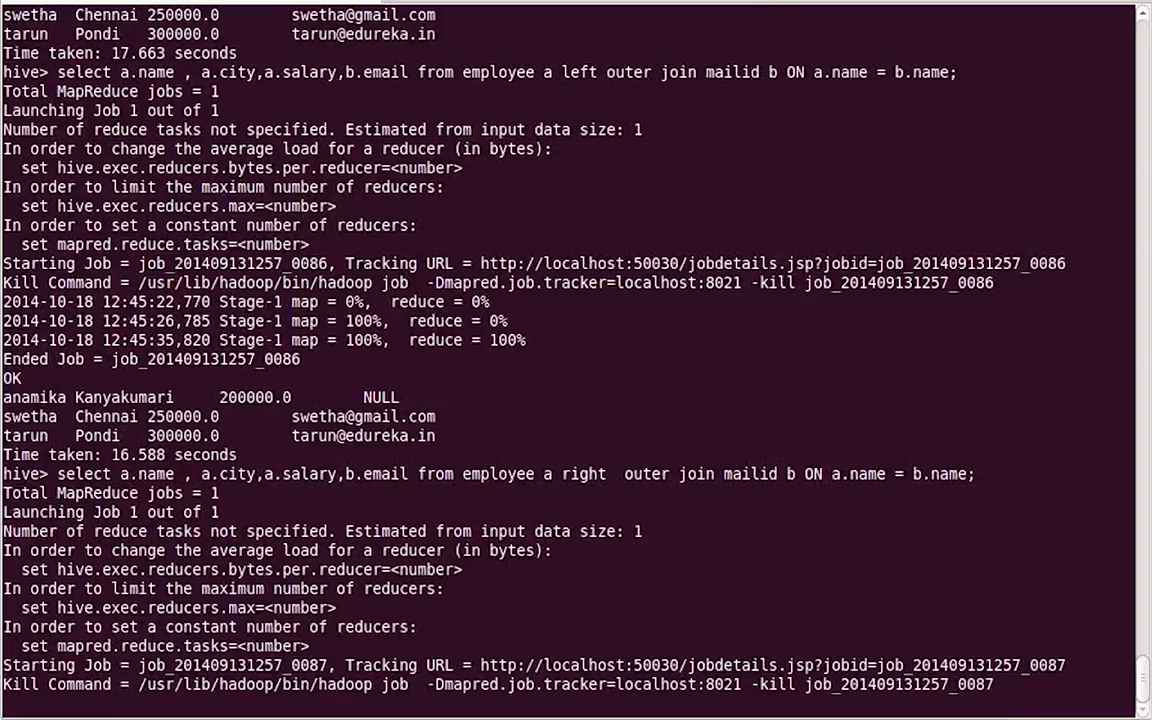 swetha  Chennai 250000.0        swetha@gmail.com
tarun   Pondi   300000.0        tarun@edureka.in
Time taken: 17.663 seconds
hive> select a.name , a.city,a.salary,b.email from employee a left outer join mailid b ON a.name = b.name;
Total MapReduce jobs = 1
Launching Job 1 out of 1
Number of reduce tasks not specified. Estimated from input data size: 1
In order to change the average load for a reducer (in bytes):
  set hive.exec.reducers.bytes.per.reducer=<number>
In order to limit the maximum number of reducers:
  set hive.exec.reducers.max=<number>
In order to set a constant number of reducers:
  set mapred.reduce.tasks=<number>
Starting Job = job_201409131257_0086, Tracking URL = http://localhost:50030/jobdetails.jsp?jobid=job_201409131257_0086
Kill Command = /usr/lib/hadoop/bin/hadoop job  -Dmapred.job.tracker=localhost:8021 -kill job_201409131257_0086
2014-10-18 12:45:22,770 Stage-1 map = 0%,  reduce = 0%
2014-10-18 12:45:26,785 Stage-1 map = 100%,  reduce = 0%
2014-10-18 12:45:35,820 Stage-1 map = 100%,  reduce = 100%
Ended Job = job_201409131257_0086
OK
anamika Kanyakumari     200000.0        NULL
swetha  Chennai 250000.0        swetha@gmail.com
tarun   Pondi   300000.0        tarun@edureka.in
Time taken: 16.588 seconds
hive> select a.name , a.city,a.salary,b.email from employee a right  outer join mailid b ON a.name = b.name;
Total MapReduce jobs = 1
Launching Job 1 out of 1
Number of reduce tasks not specified. Estimated from input data size: 1
In order to change the average load for a reducer (in bytes):
  set hive.exec.reducers.bytes.per.reducer=<number>
In order to limit the maximum number of reducers:
  set hive.exec.reducers.max=<number>
In order to set a constant number of reducers:
  set mapred.reduce.tasks=<number>
Starting Job = job_201409131257_0087, Tracking URL = http://localhost:50030/jobdetails.jsp?jobid=job_201409131257_0087
Kill Command = /usr/lib/hadoop/bin/hadoop job  -Dmapred.job.tracker=localhost:8021 -kill job_201409131257_0087